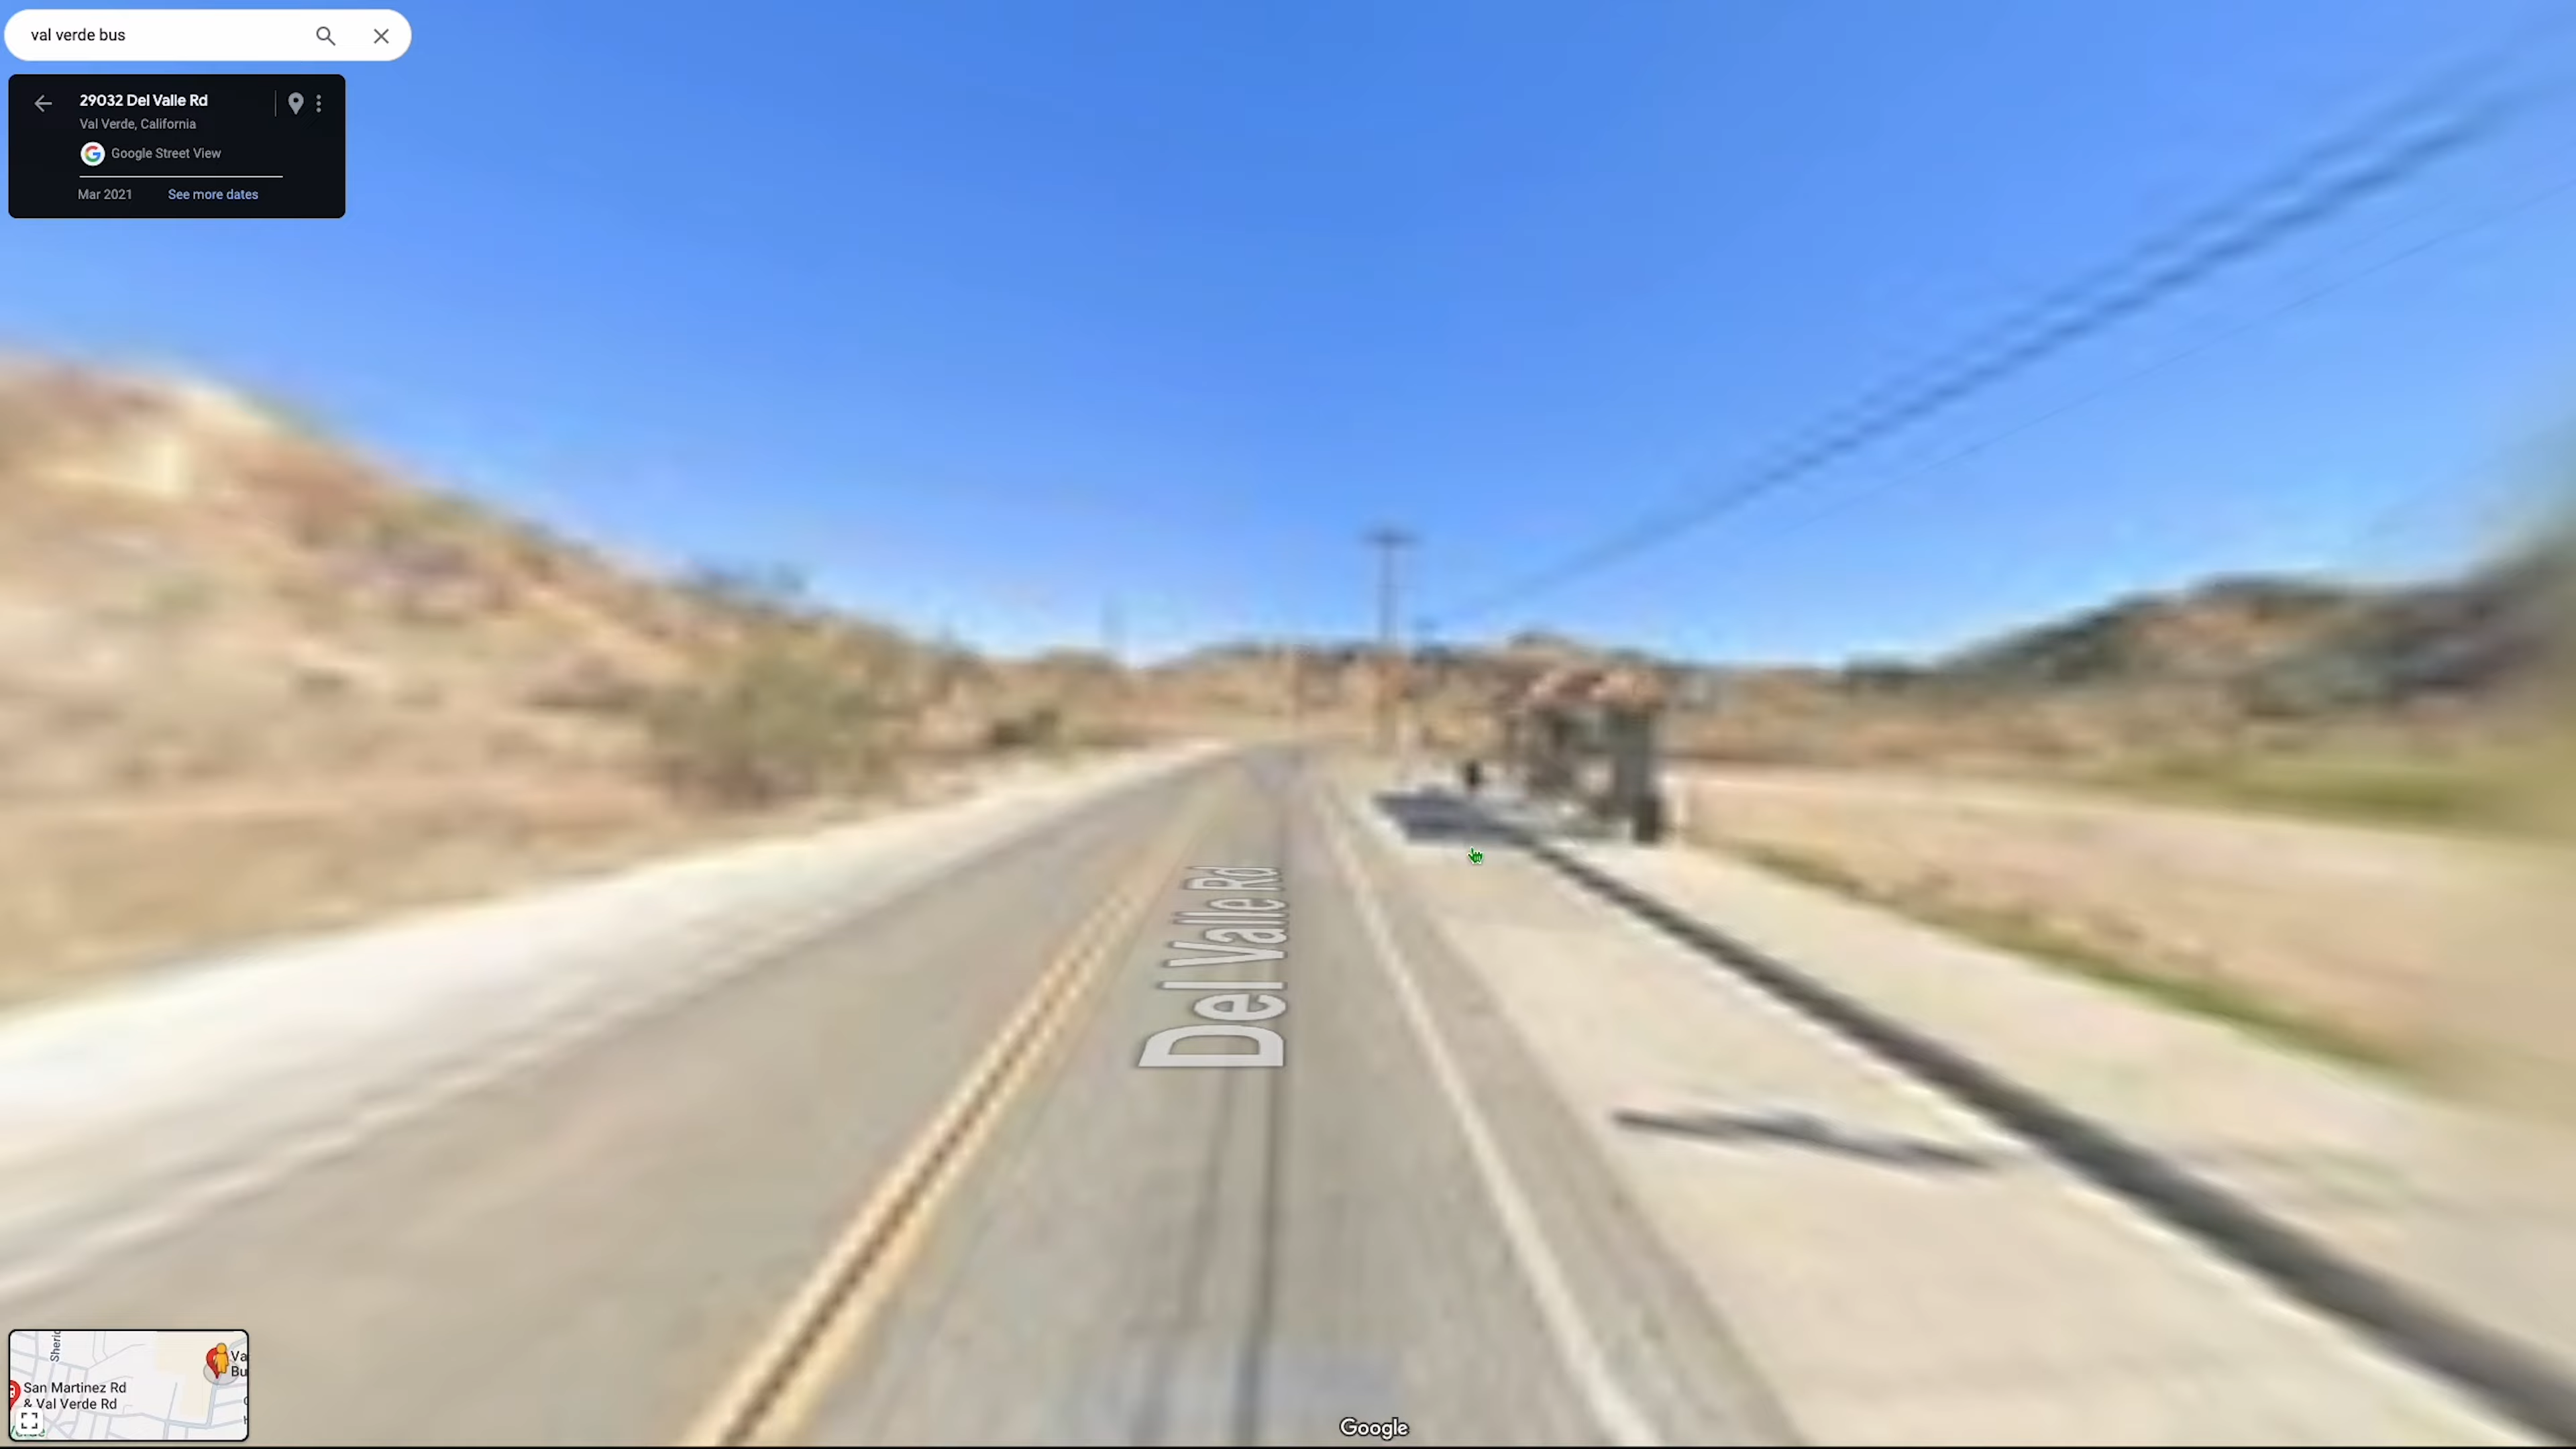 val verde bus
29032 Del Valle Rd
Val Verde, California
Google Street View
Mar 2021 See more dates
Del Valle Rd
San Martinez Rd
& Val Verde Rd
Google